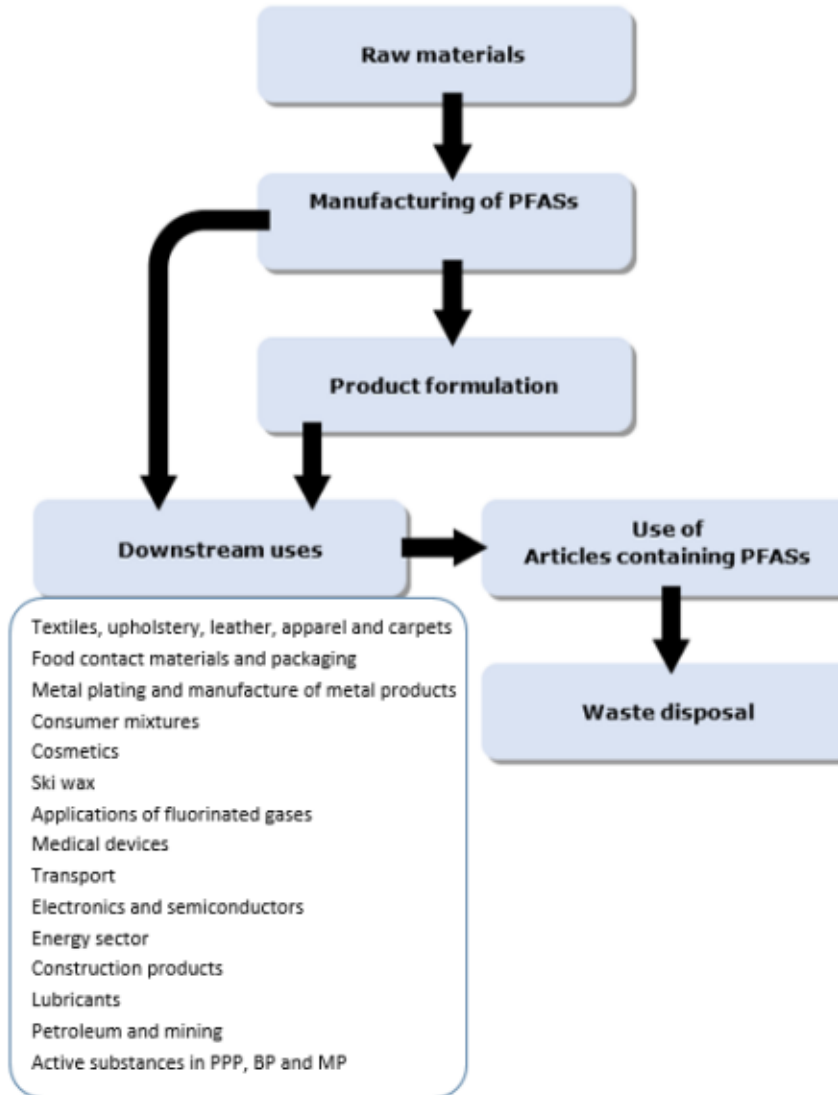 Raw materials
Manufacturing of PFASs
Product formulation
Downstream uses
Use of
Articles containing PFASs
Waste disposal
Textiles, upholstery, leather, apparel and carpets
Food contact materials and packaging
Metal plating and manufacture of metal products
Consumer mixtures
Cosmetics
Ski wax
Applications of fluorinated gases
Medical devices
Transport
Electronics and semiconductors
Energy sector
Construction products
Lubricants
Petroleum and mining
Active substances in PPP, BP and MP